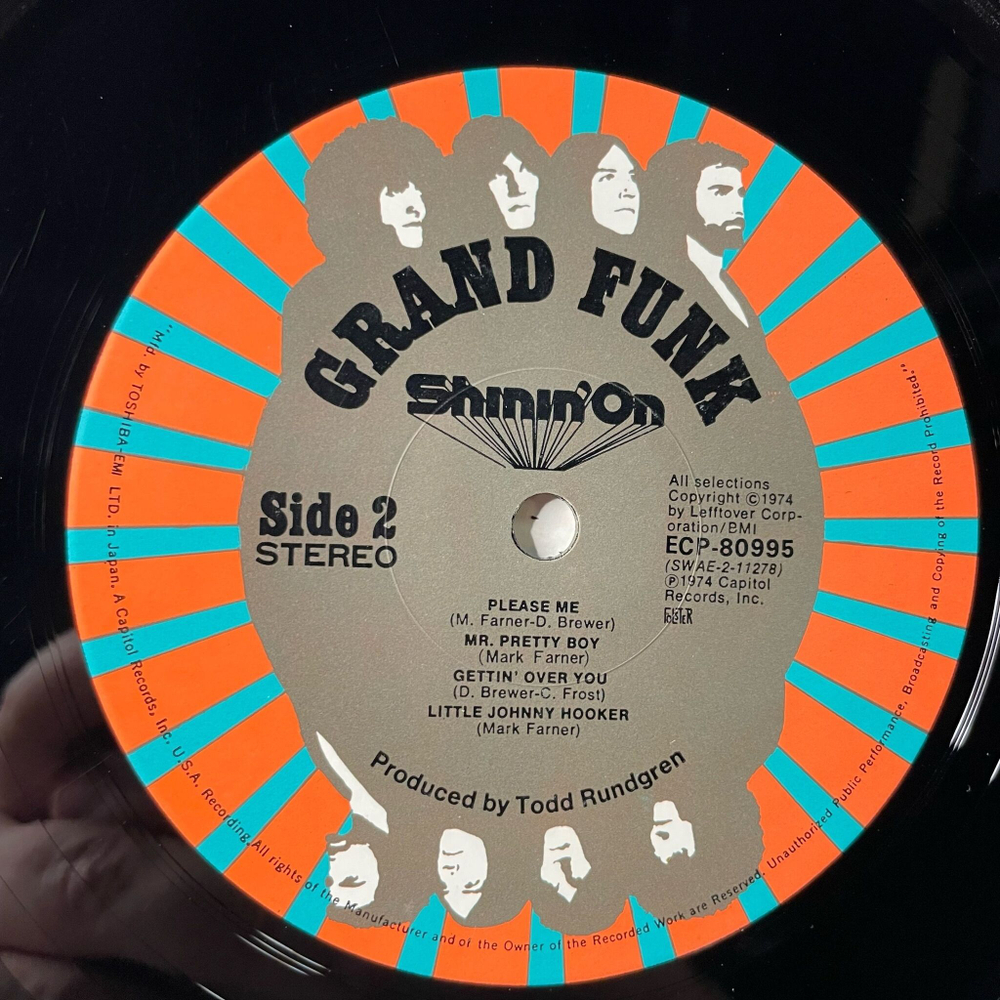 GRAND FUNK
Shinin' On
Side 2
STEREO
All selections
Copyright ©1974
by Lefftover Corp-
oration/BMI
ECP-80995
(SWAE-2-11278)
℗1974 Capitol
Records, Inc.
PLEASE ME
(M. Farner-D. Brewer)
MR. PRETTY BOY
(Mark Farner)
GETTIN' OVER YOU
(D. Brewer-C. Frost)
LITTLE JOHNNY HOOKER
(Mark Farner)
Produced by Todd Rundgren
"Mfd. by TOSHIBA-EMI LTD. in Japan. A Capitol Records, Inc. U.S.A. Recording. All rights of the Manufacturer and of the Owner of the Recorded Work are Reserved. Unauthorized Public Performance, Broadcasting and Copying of the Record Prohibited."